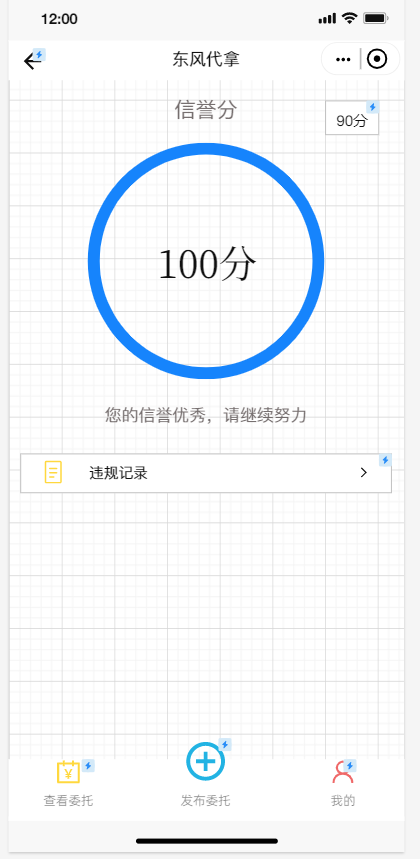 12:00
东风代拿
信誉分
90分
100分
您的信誉优秀，请继续努力
违规记录
查看委托
发布委托
我的